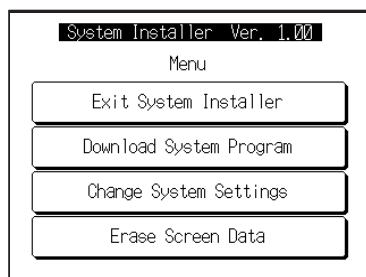 System Installer  Ver. 1.00
Menu
Exit System Installer
Download System Program
Change System Settings
Erase Screen Data